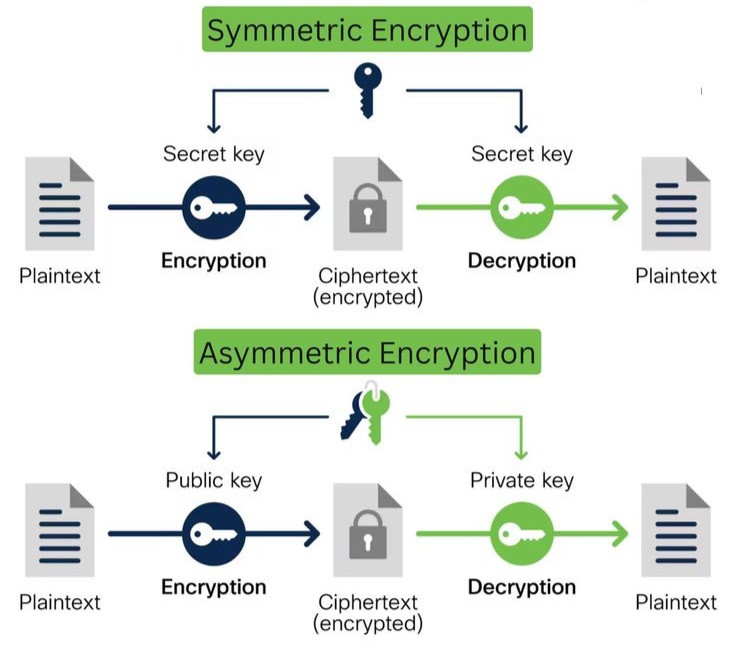 Symmetric Encryption
Secret key
Secret key
Encryption
Decryption
Plaintext
Ciphertext
(encrypted)
Plaintext
Asymmetric Encryption
Public key
Private key
Encryption
Decryption
Plaintext
Ciphertext
(encrypted)
Plaintext